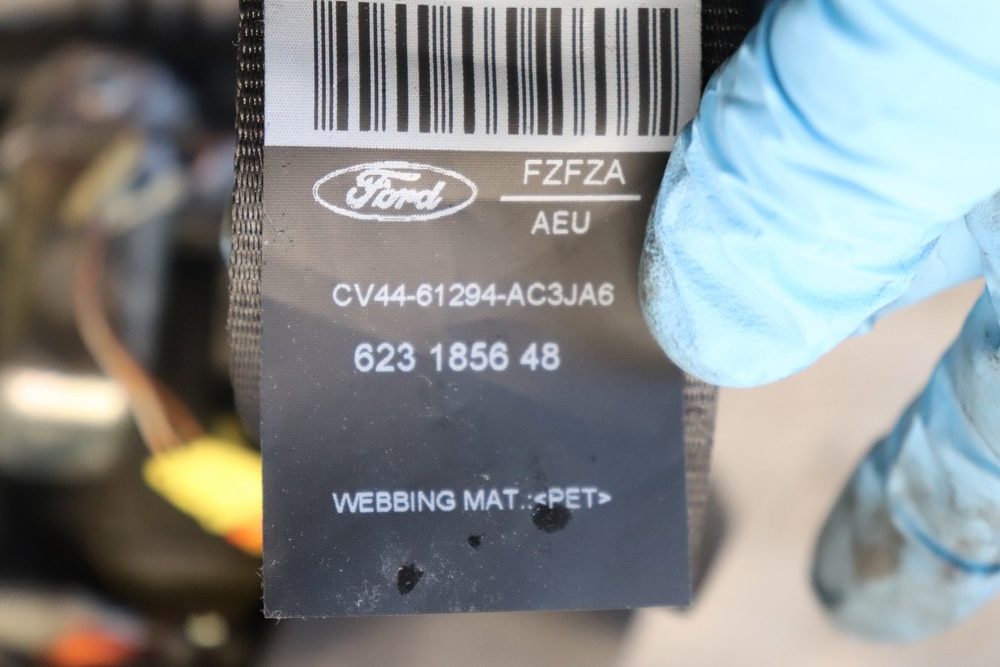 Ford
FZFZA
AEU
CV44-61294-AC3JA6
623 1856 48
WEBBING MAT.:<PET>